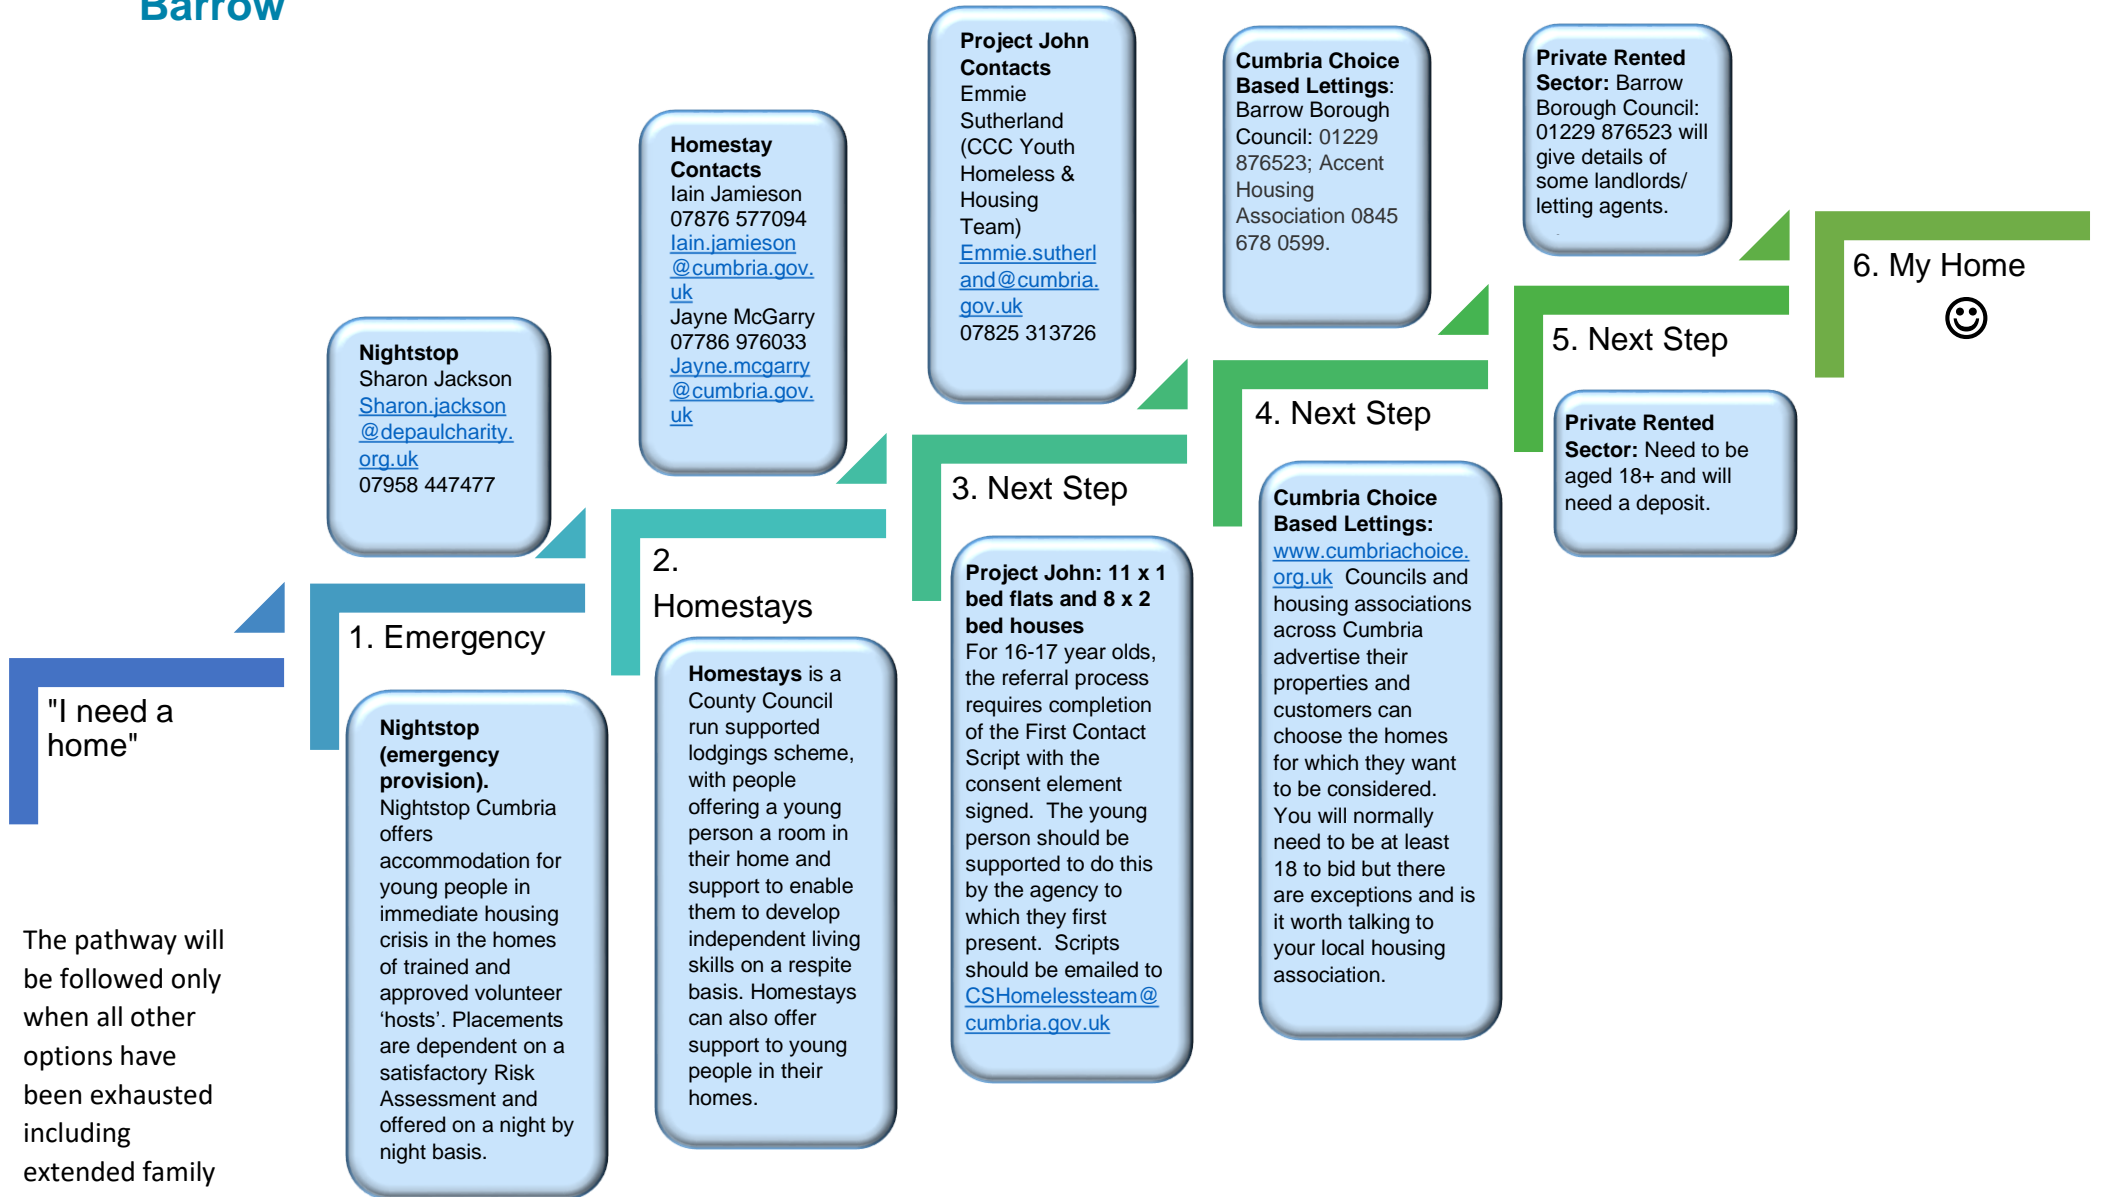 Barrow
"I need a
home"
The pathway will
be followed only
when all other
options have
been exhausted
including
extended family
Nightstop
Sharon Jackson
Sharon.jackson
@depaulcharity.
org.uk
07958 447477
1. Emergency
Nightstop
(emergency
provision).
Nightstop Cumbria
offers
accommodation for
young people in
immediate housing
crisis in the homes
of trained and
approved volunteer
‘hosts’. Placements
are dependent on a
satisfactory Risk
Assessment and
offered on a night by
night basis.
Homestay
Contacts
Iain Jamieson
07876 577094
Iain.jamieson
@cumbria.gov.
uk
Jayne McGarry
07786 976033
Jayne.mcgarry
@cumbria.gov.
uk
2.
Homestays
Homestays is a
County Council
run supported
lodgings scheme,
with people
offering a young
person a room in
their home and
support to enable
them to develop
independent living
skills on a respite
basis. Homestays
can also offer
support to young
people in their
homes.
Project John
Contacts
Emmie
Sutherland
(CCC Youth
Homeless &
Housing
Team)
Emmie.sutherl
and@cumbria.
gov.uk
07825 313726
3. Next Step
Project John: 11 x 1
bed flats and 8 x 2
bed houses
For 16-17 year olds,
the referral process
requires completion
of the First Contact
Script with the
consent element
signed.  The young
person should be
supported to do this
by the agency to
which they first
present.  Scripts
should be emailed to
CSHomelessteam@
cumbria.gov.uk
Cumbria Choice
Based Lettings:
Barrow Borough
Council: 01229
876523; Accent
Housing
Association 0845
678 0599.
4. Next Step
Cumbria Choice
Based Lettings:
www.cumbriachoice.
org.uk  Councils and
housing associations
across Cumbria
advertise their
properties and
customers can
choose the homes
for which they want
to be considered.
You will normally
need to be at least
18 to bid but there
are exceptions and is
it worth talking to
your local housing
association.
Private Rented
Sector: Barrow
Borough Council:
01229 876523 will
give details of
some landlords/
letting agents.
5. Next Step
Private Rented
Sector: Need to be
aged 18+ and will
need a deposit.
6. My Home